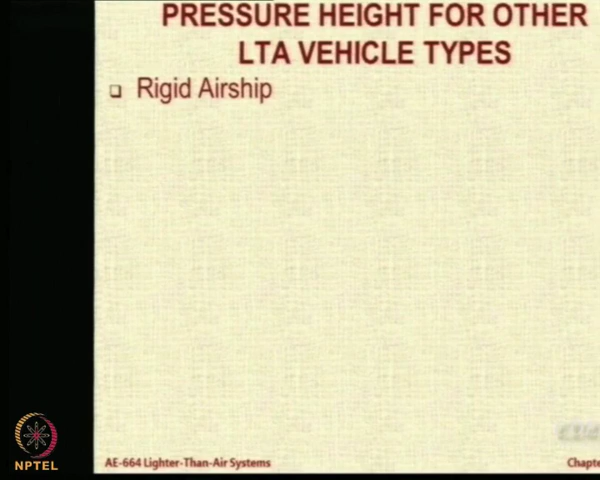 PRESSURE HEIGHT FOR OTHER
LTA VEHICLE TYPES
Rigid Airship
NPTEL
AE-664 Lighter-Than-Air Systems
Chapte